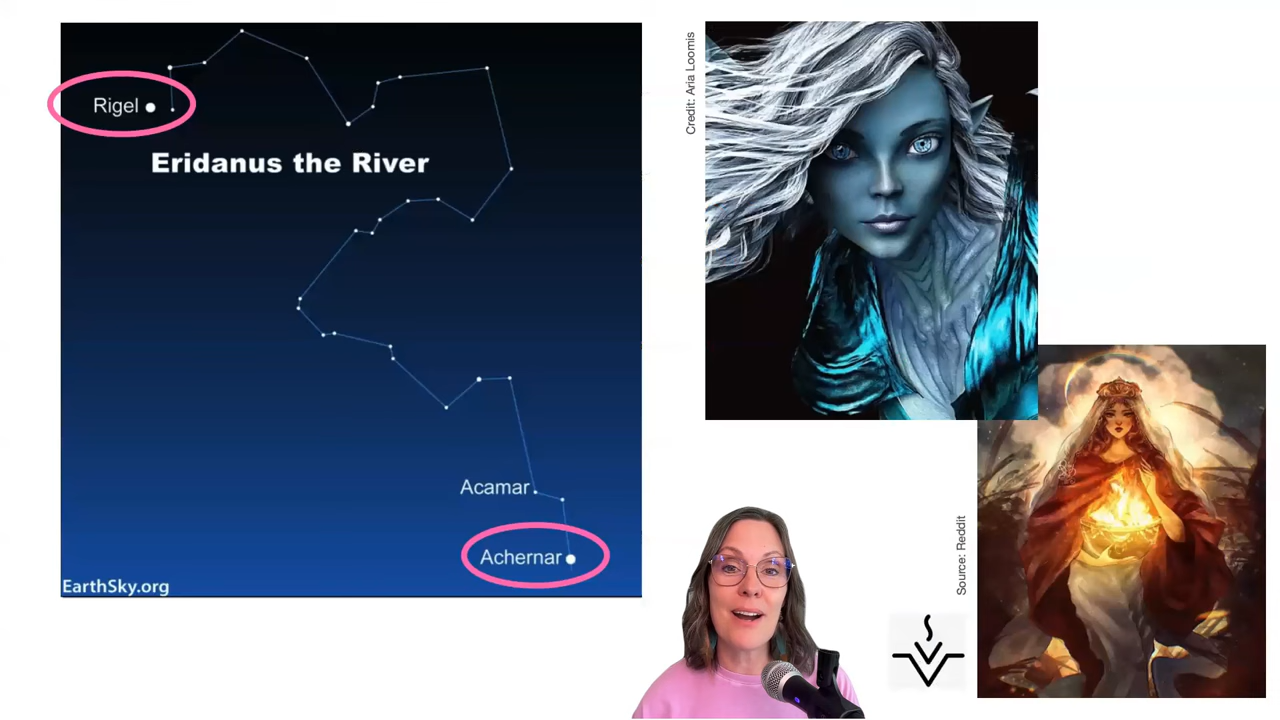 Rigel
Eridanus the River
Acamar
Achernar
EarthSky.org
Credit: Aria Loomis
Source: Reddit